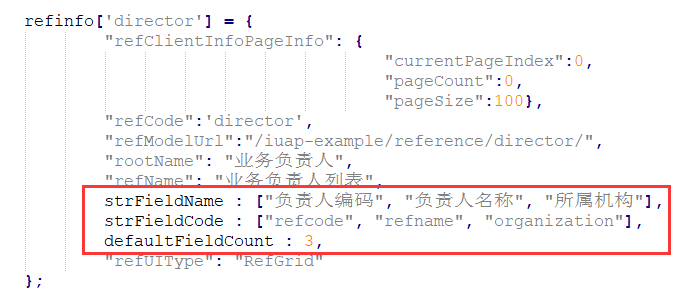 refinfo['director'] = {
"refClientInfoPageInfo": {
"currentPageIndex":0,
"pageCount":0,
"pageSize":100},
"refCode":'director',
"refModelUrl":"/iuap-example/reference/director/",
"rootName": "业务负责人",
"refName": "业务负责人列表",
strFieldName : ["负责人编码", "负责人名称", "所属机构"],
strFieldCode : ["refcode", "refname", "organization"],
defaultFieldCount : 3,
"refUIType": "RefGrid"
};